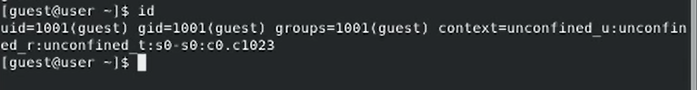 [guest@user ~]$ id
uid=1001(guest) gid=1001(guest) groups=1001(guest) context=unconfined_u:unconfin
ed_r:unconfined_t:s0-s0:c0.c1023
[guest@user ~]$